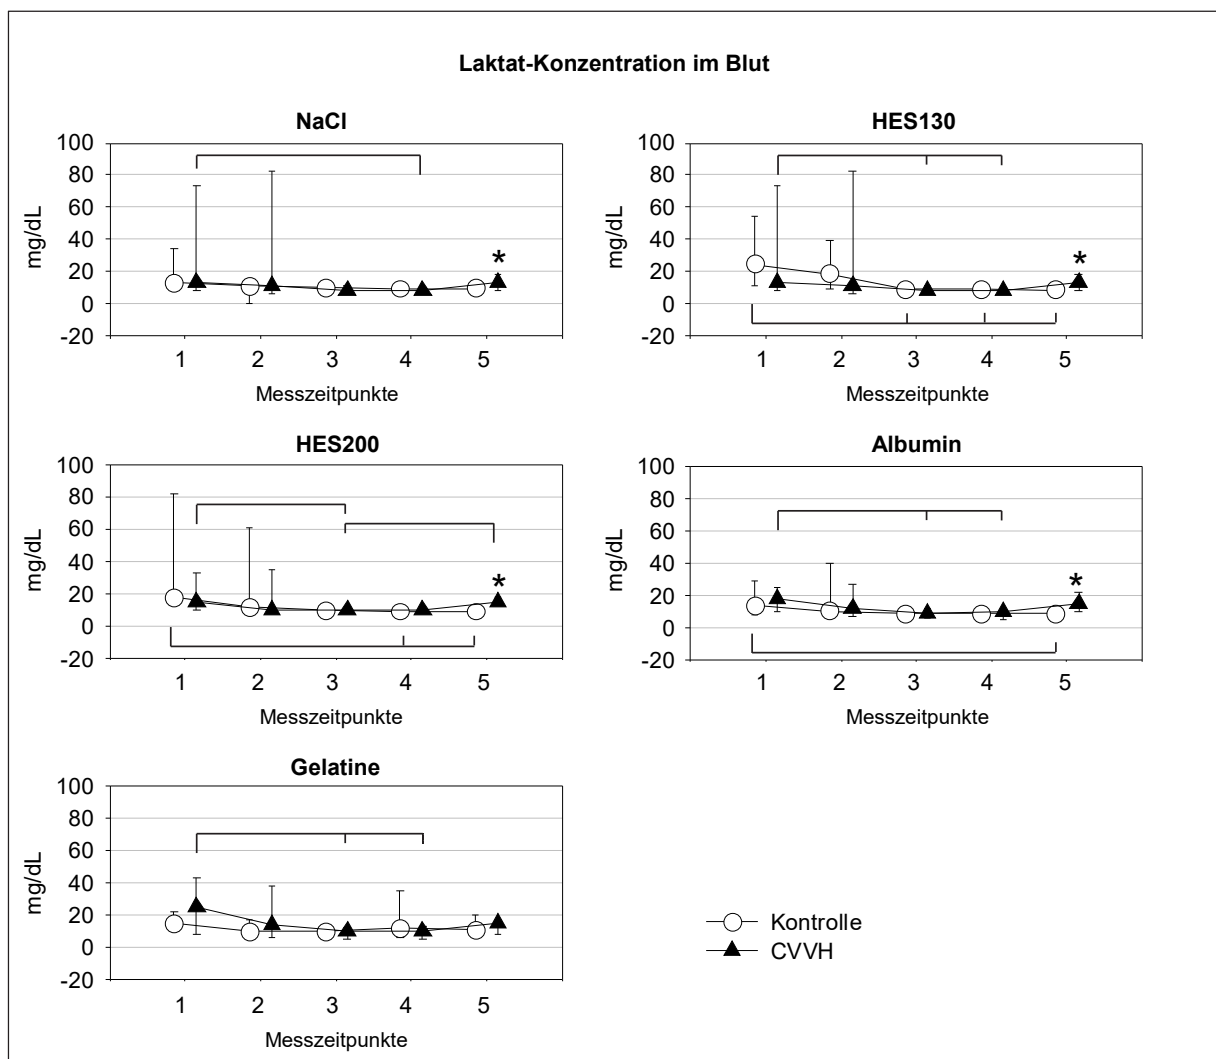 Laktat-Konzentration im Blut
NaCl
100
80
60
40
20
0
-20
mg/dL
*
1 2 3 4 5
Messzeitpunkte
HES130
100
80
60
40
20
0
-20
mg/dL
*
1 2 3 4 5
Messzeitpunkte
HES200
100
80
60
40
20
0
-20
mg/dL
*
1 2 3 4 5
Messzeitpunkte
Albumin
100
80
60
40
20
0
-20
mg/dL
*
1 2 3 4 5
Messzeitpunkte
Gelatine
100
80
60
40
20
0
-20
mg/dL
1 2 3 4 5
Messzeitpunkte
Kontrolle
CVVH